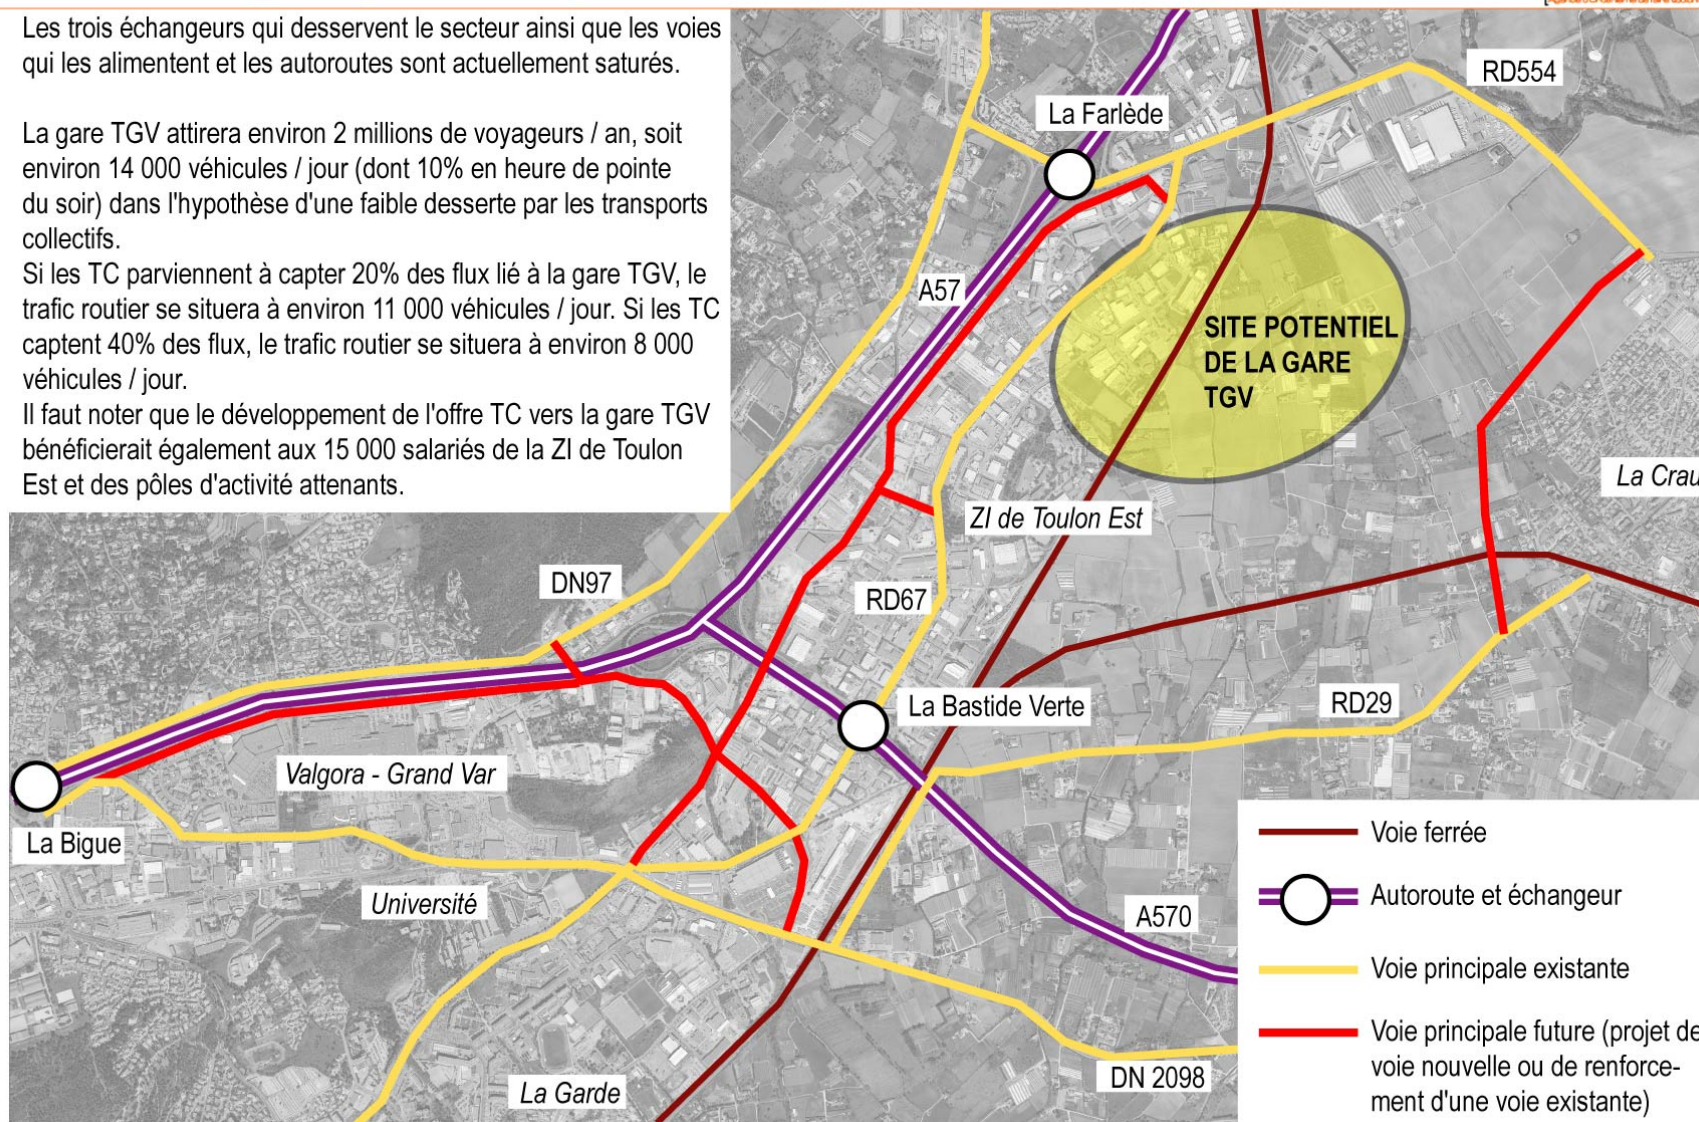 Les trois échangeurs qui desservent le secteur ainsi que les voies
qui les alimentent et les autoroutes sont actuellement saturés.
La gare TGV attirera environ 2 millions de voyageurs / an, soit
environ 14 000 véhicules / jour (dont 10% en heure de pointe
du soir) dans l'hypothèse d'une faible desserte par les transports
collectifs.
Si les TC parviennent à capter 20% des flux lié à la gare TGV, le
trafic routier se situera à environ 11 000 véhicules / jour. Si les TC
captent 40% des flux, le trafic routier se situera à environ 8 000
véhicules / jour.
Il faut noter que le développement de l'offre TC vers la gare TGV
bénéficierait également aux 15 000 salariés de la ZI de Toulon
Est et des pôles d'activité attenants.
RD554
La Farlède
A57
SITE POTENTIEL
DE LA GARE
TGV
La Crau
ZI de Toulon Est
DN97
RD67
La Bastide Verte
RD29
Valgora - Grand Var
La Bigue
Université
A570
La Garde
DN 2098
Voie ferrée
Autoroute et échangeur
Voie principale existante
Voie principale future (projet de
voie nouvelle ou de renforce-
ment d'une voie existante)